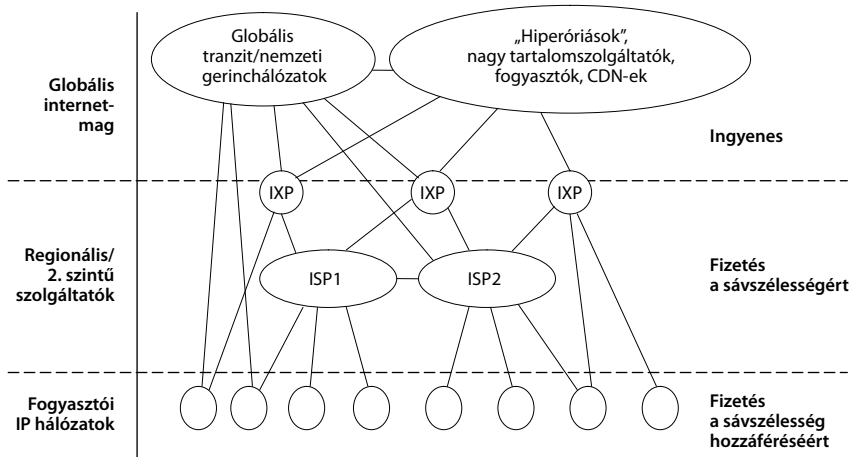 Globális
tranzit/nemzeti
gerinchálózatok
„Hiperóriások”,
nagy tartalomszolgáltatók,
fogyasztók, CDN-ek
Globális
internet-
mag
Ingyenes
IXP
IXP
IXP
Regionális/
2. szintű
szolgáltatók
ISP1
ISP2
Fizetés
a sávszélességért
Fogyasztói
IP hálózatok
Fizetés
a sávszélesség
hozzáféréséért